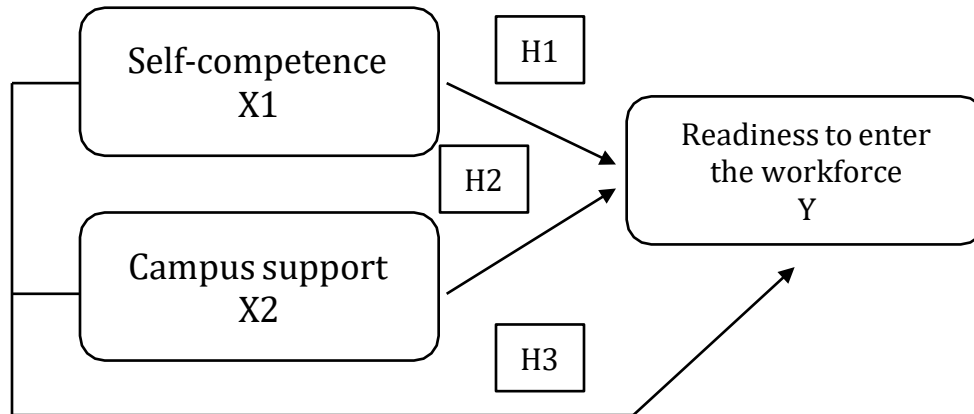 Self-competence
X1
H1
Readiness to enter
the workforce
Y
H2
Campus support
X2
H3